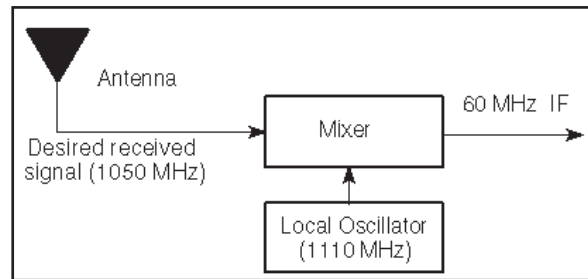 Antenna
60 MHz IF
Mixer
Desired received
signal (1050 MHz)
Local Oscillator
(1110 MHz)